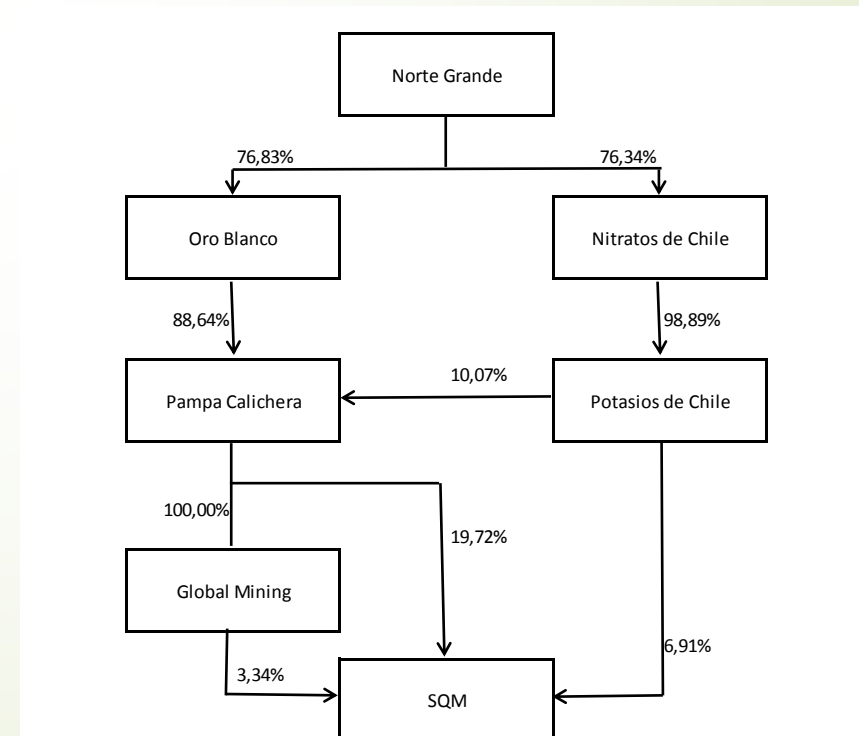 Norte Grande
76,83%
76,34%
Oro Blanco
Nitratos de Chile
88,64%
98,89%
10,07%
Pampa Calichera
Potasios de Chile
100,00%
19,72%
Global Mining
6,91%
3,34%
SQM